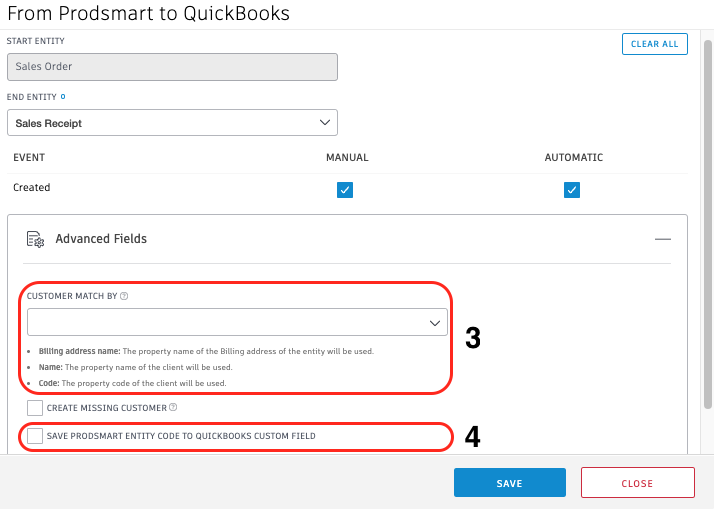 From Prodsmart to QuickBooks
START ENTITY
CLEAR ALL
Sales Order
END ENTITY
Sales Receipt
EVENT MANUAL AUTOMATIC
Created
Advanced Fields
CUSTOMER MATCH BY
3
• Billing address name: The property name of the Billing address of the entity will be used.
• Name: The property name of the client will be used.
• Code: The property code of the client will be used.
CREATE MISSING CUSTOMER
SAVE PRODSMART ENTITY CODE TO QUICKBOOKS CUSTOM FIELD
4
SAVE CLOSE